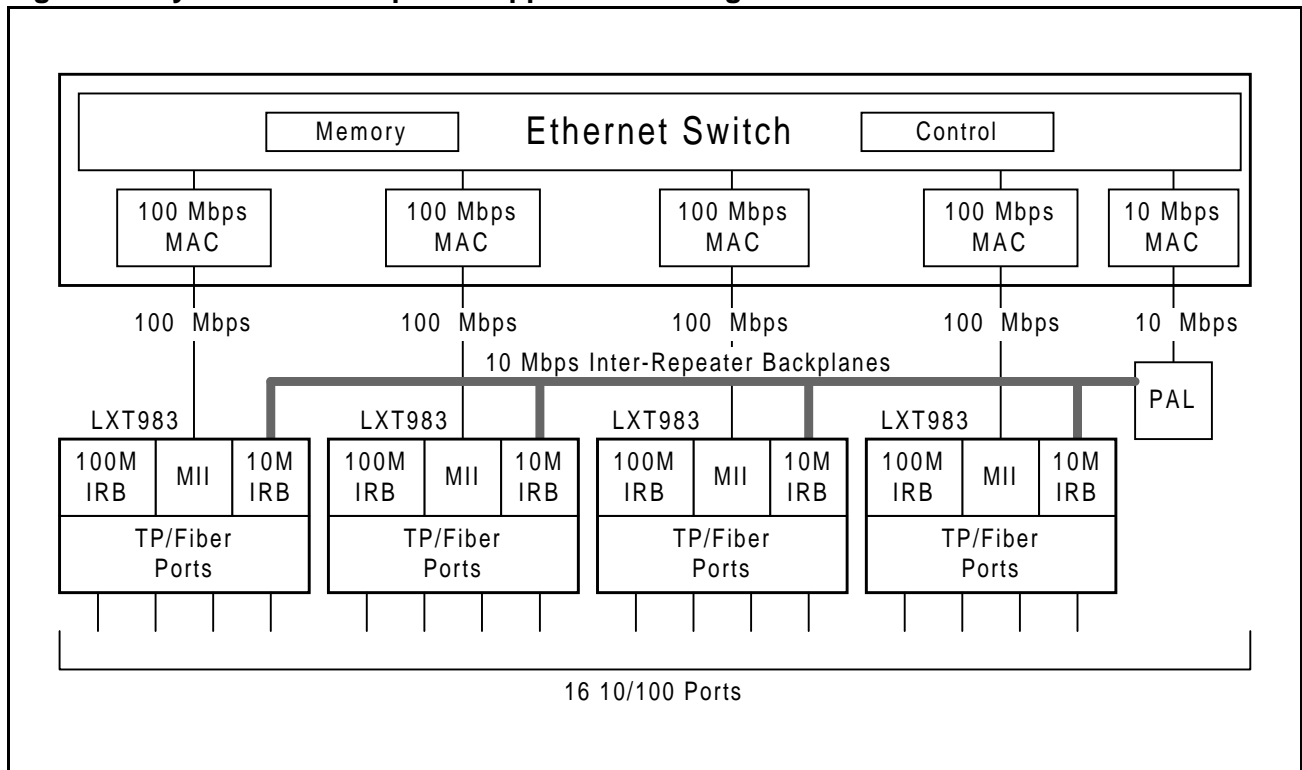 Memory
Ethernet Switch
Control
100 Mbps
MAC
100 Mbps
MAC
100 Mbps
MAC
100 Mbps
MAC
10 Mbps
MAC
100 Mbps
100 Mbps
100 Mbps
100 Mbps
10 Mbps
10 Mbps Inter-Repeater Backplanes
PAL
LXT983
LXT983
LXT983
LXT983
100M
IRB
MII
10M
IRB
100M
IRB
MII
10M
IRB
100M
IRB
MII
10M
IRB
100M
IRB
MII
10M
IRB
TP/Fiber
Ports
TP/Fiber
Ports
TP/Fiber
Ports
TP/Fiber
Ports
16 10/100 Ports